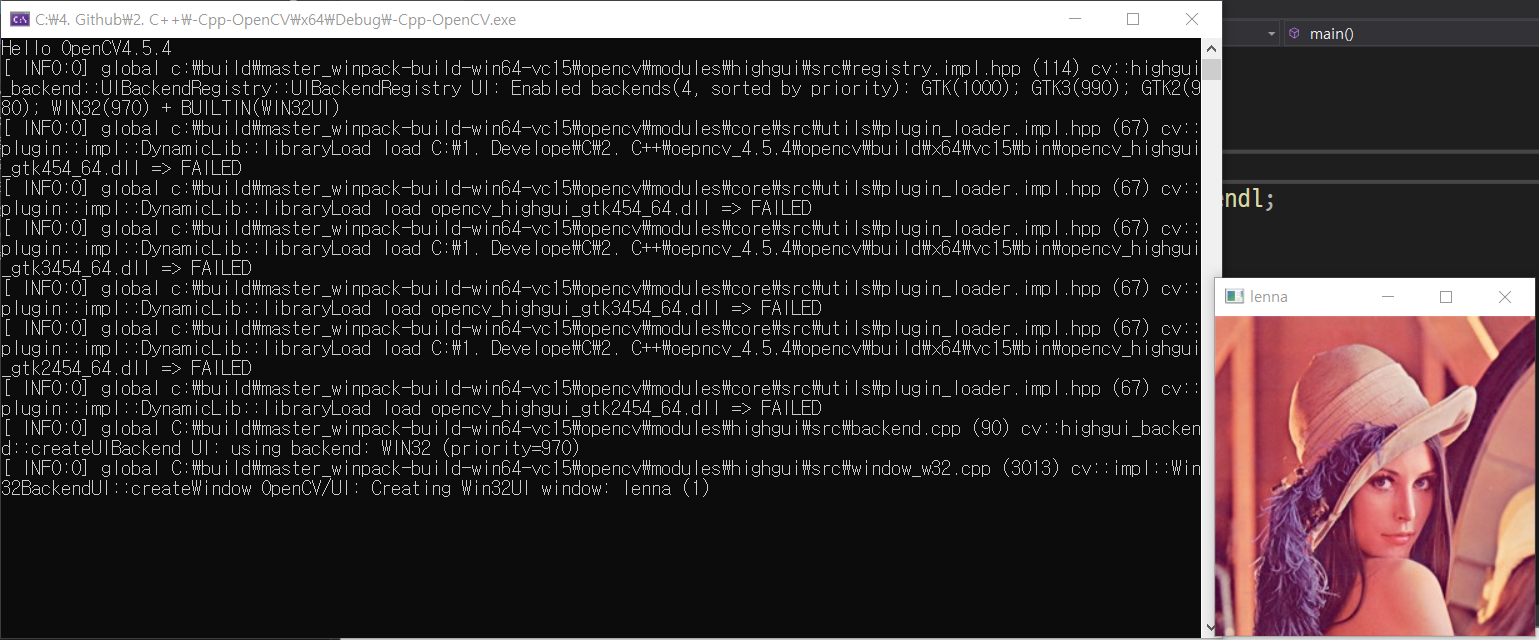 C:₩4. Github₩2. C++₩-Cpp-OpenCV₩x64₩Debug₩-Cpp-OpenCV.exe
main()
Hello OpenCV4.5.4
[ INFO:0] global c:₩build₩master_winpack-build-win64-vc15₩opencv₩modules₩highgui₩src₩registry.impl.hpp (114) cv::highgui
_backend::UIBackendRegistry::UIBackendRegistry UI: Enabled backends(4, sorted by priority): GTK(1000); GTK3(990); GTK2(9
80); WIN32(970) + BUILTIN(WIN32UI)
[ INFO:0] global c:₩build₩master_winpack-build-win64-vc15₩opencv₩modules₩core₩src₩utils₩plugin_loader.impl.hpp (67) cv::
plugin::impl::DynamicLib::libraryLoad load C:₩1. Develope₩C₩2. C++₩oepncv_4.5.4₩opencv₩build₩x64₩vc15₩bin₩opencv_highgui
_gtk454_64.dll => FAILED
[ INFO:0] global c:₩build₩master_winpack-build-win64-vc15₩opencv₩modules₩core₩src₩utils₩plugin_loader.impl.hpp (67) cv::
plugin::impl::DynamicLib::libraryLoad load opencv_highgui_gtk454_64.dll => FAILED
[ INFO:0] global c:₩build₩master_winpack-build-win64-vc15₩opencv₩modules₩core₩src₩utils₩plugin_loader.impl.hpp (67) cv::
plugin::impl::DynamicLib::libraryLoad load C:₩1. Develope₩C₩2. C++₩oepncv_4.5.4₩opencv₩build₩x64₩vc15₩bin₩opencv_highgui
_gtk3454_64.dll => FAILED
[ INFO:0] global c:₩build₩master_winpack-build-win64-vc15₩opencv₩modules₩core₩src₩utils₩plugin_loader.impl.hpp (67) cv::
plugin::impl::DynamicLib::libraryLoad load opencv_highgui_gtk3454_64.dll => FAILED
[ INFO:0] global c:₩build₩master_winpack-build-win64-vc15₩opencv₩modules₩core₩src₩utils₩plugin_loader.impl.hpp (67) cv::
plugin::impl::DynamicLib::libraryLoad load C:₩1. Develope₩C₩2. C++₩oepncv_4.5.4₩opencv₩build₩x64₩vc15₩bin₩opencv_highgui
_gtk2454_64.dll => FAILED
[ INFO:0] global c:₩build₩master_winpack-build-win64-vc15₩opencv₩modules₩core₩src₩utils₩plugin_loader.impl.hpp (67) cv::
plugin::impl::DynamicLib::libraryLoad load opencv_highgui_gtk2454_64.dll => FAILED
[ INFO:0] global C:₩build₩master_winpack-build-win64-vc15₩opencv₩modules₩highgui₩src₩backend.cpp (90) cv::highgui_backen
d::createUIBackend UI: using backend: WIN32 (priority=970)
[ INFO:0] global C:₩build₩master_winpack-build-win64-vc15₩opencv₩modules₩highgui₩src₩window_w32.cpp (3013) cv::impl::Win
32BackendUI::createWindow OpenCV/UI: Creating Win32UI window: lenna (1)
endl;
lenna